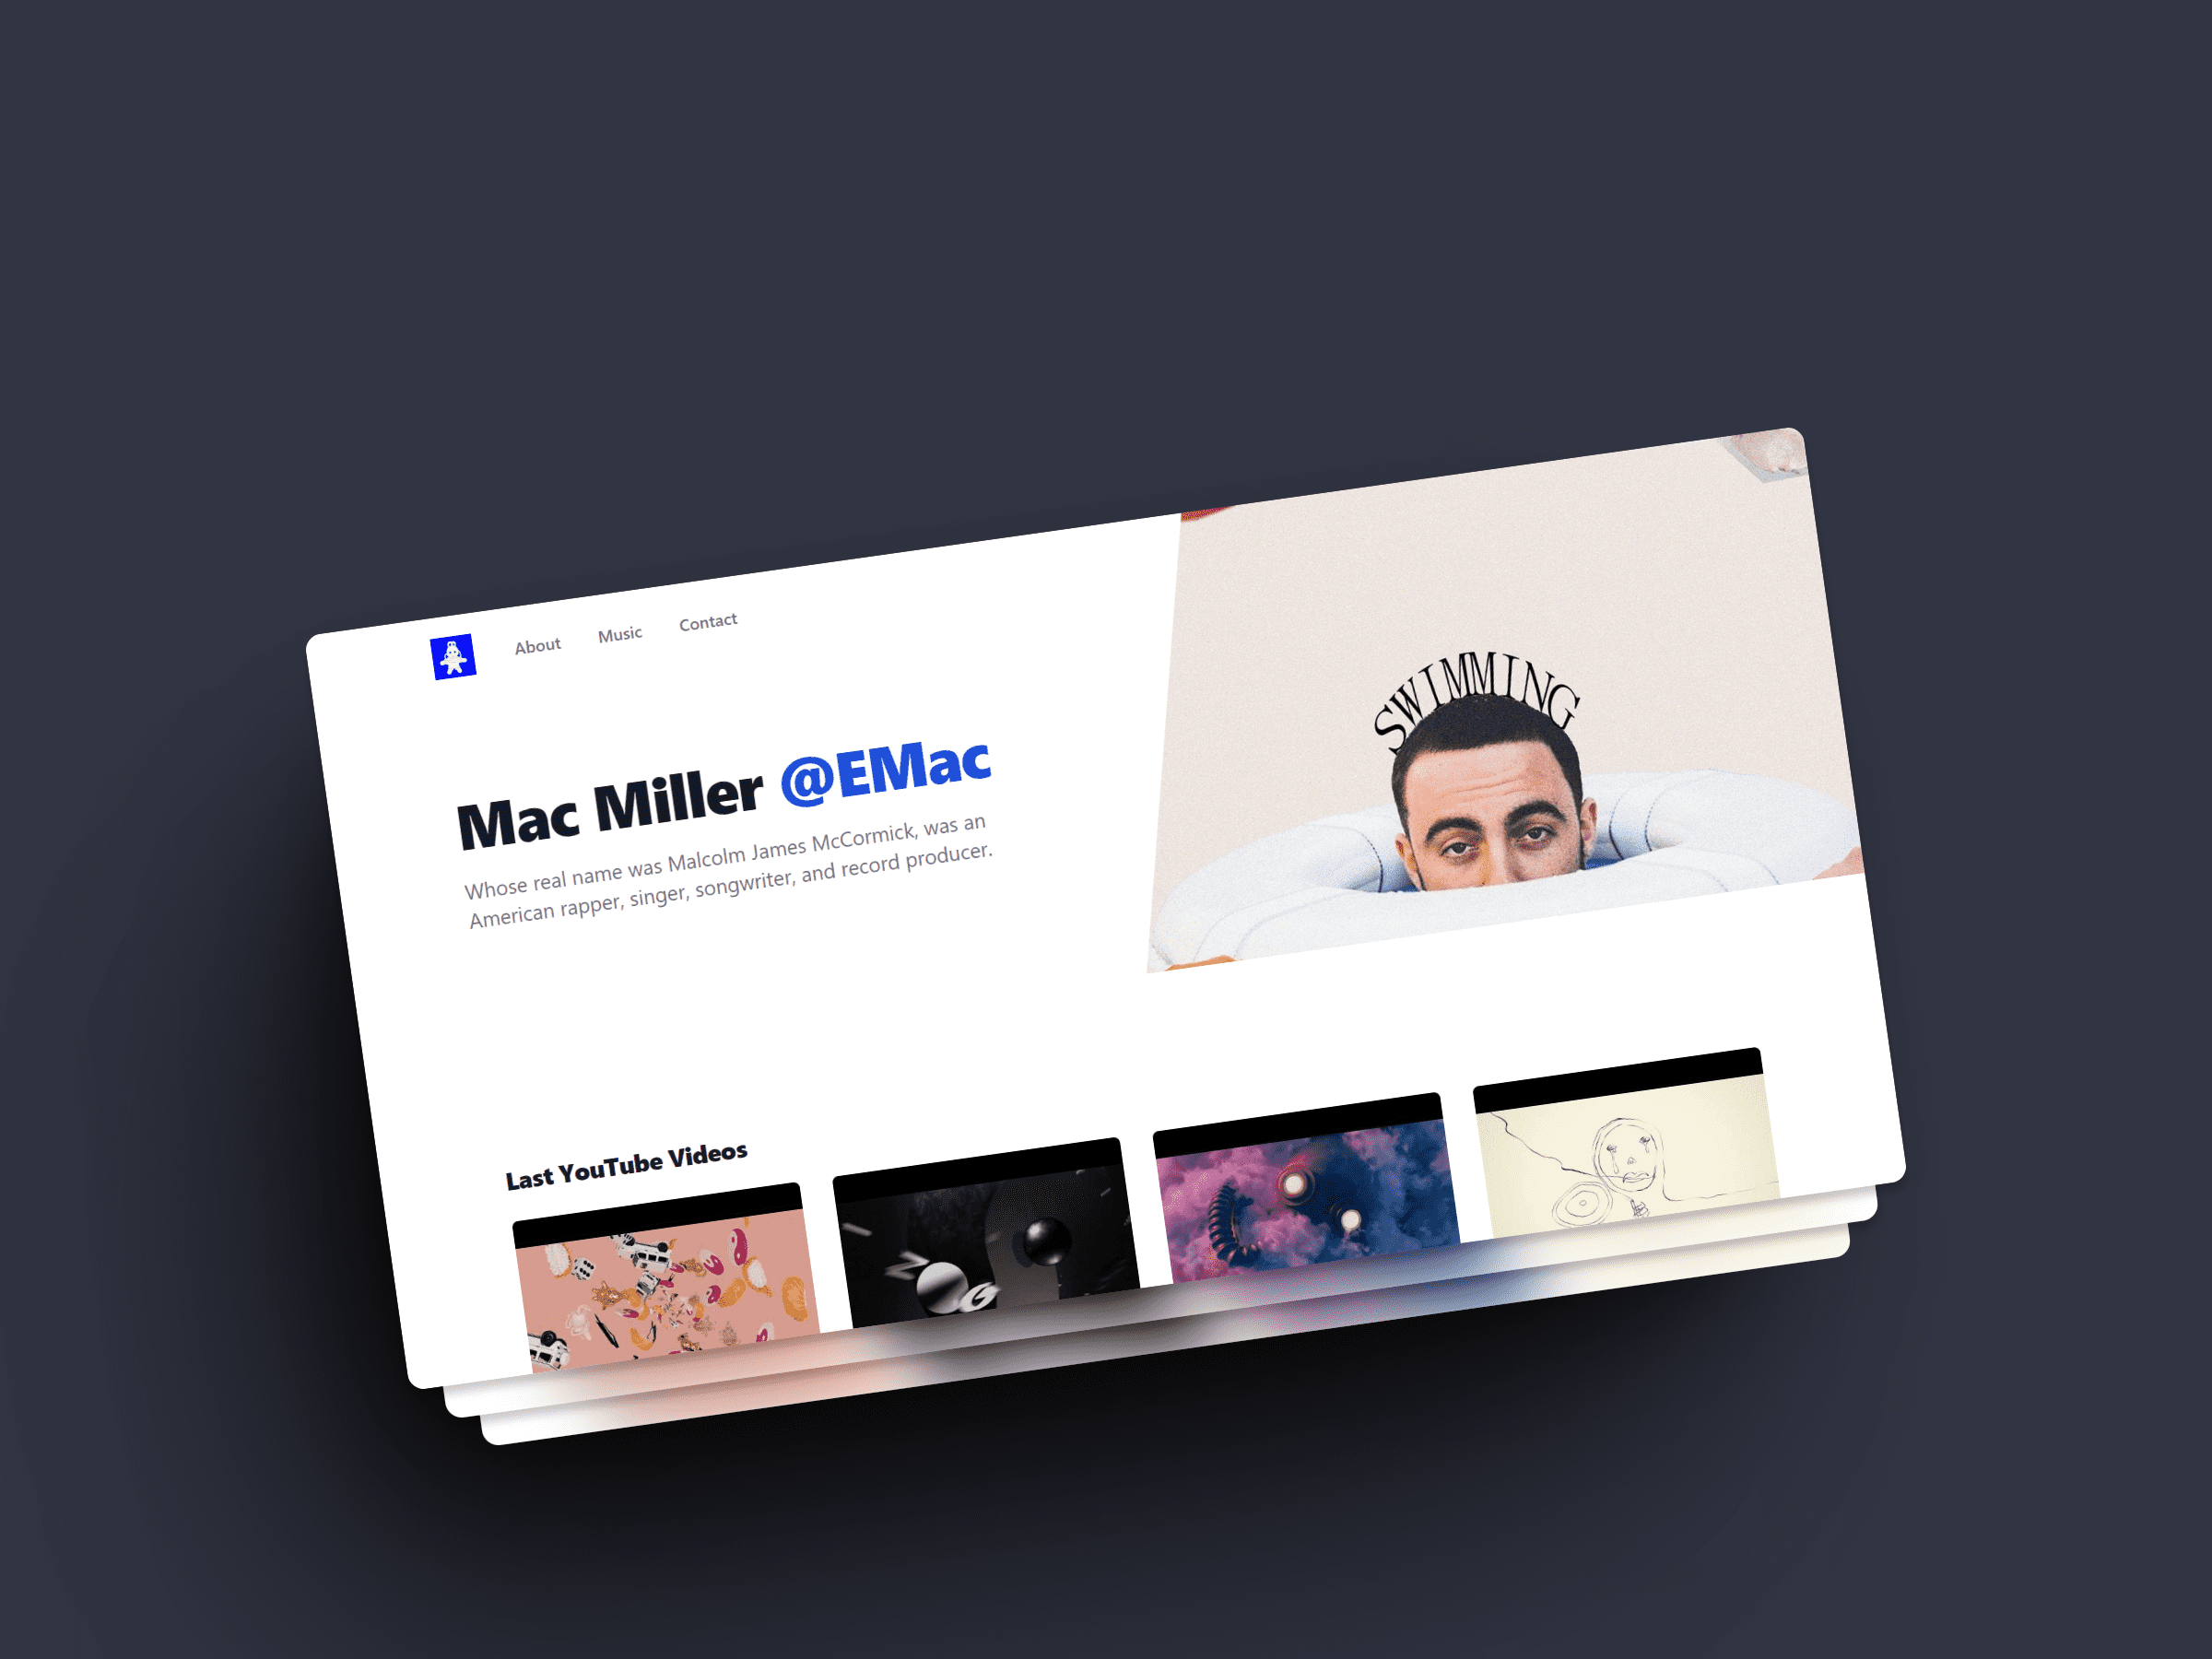 About
Music
Contact
SWIMMING
Mac Miller @EMac
Whose real name was Malcolm James McCormick, was an
American rapper, singer, songwriter, and record producer.
Last YouTube Videos